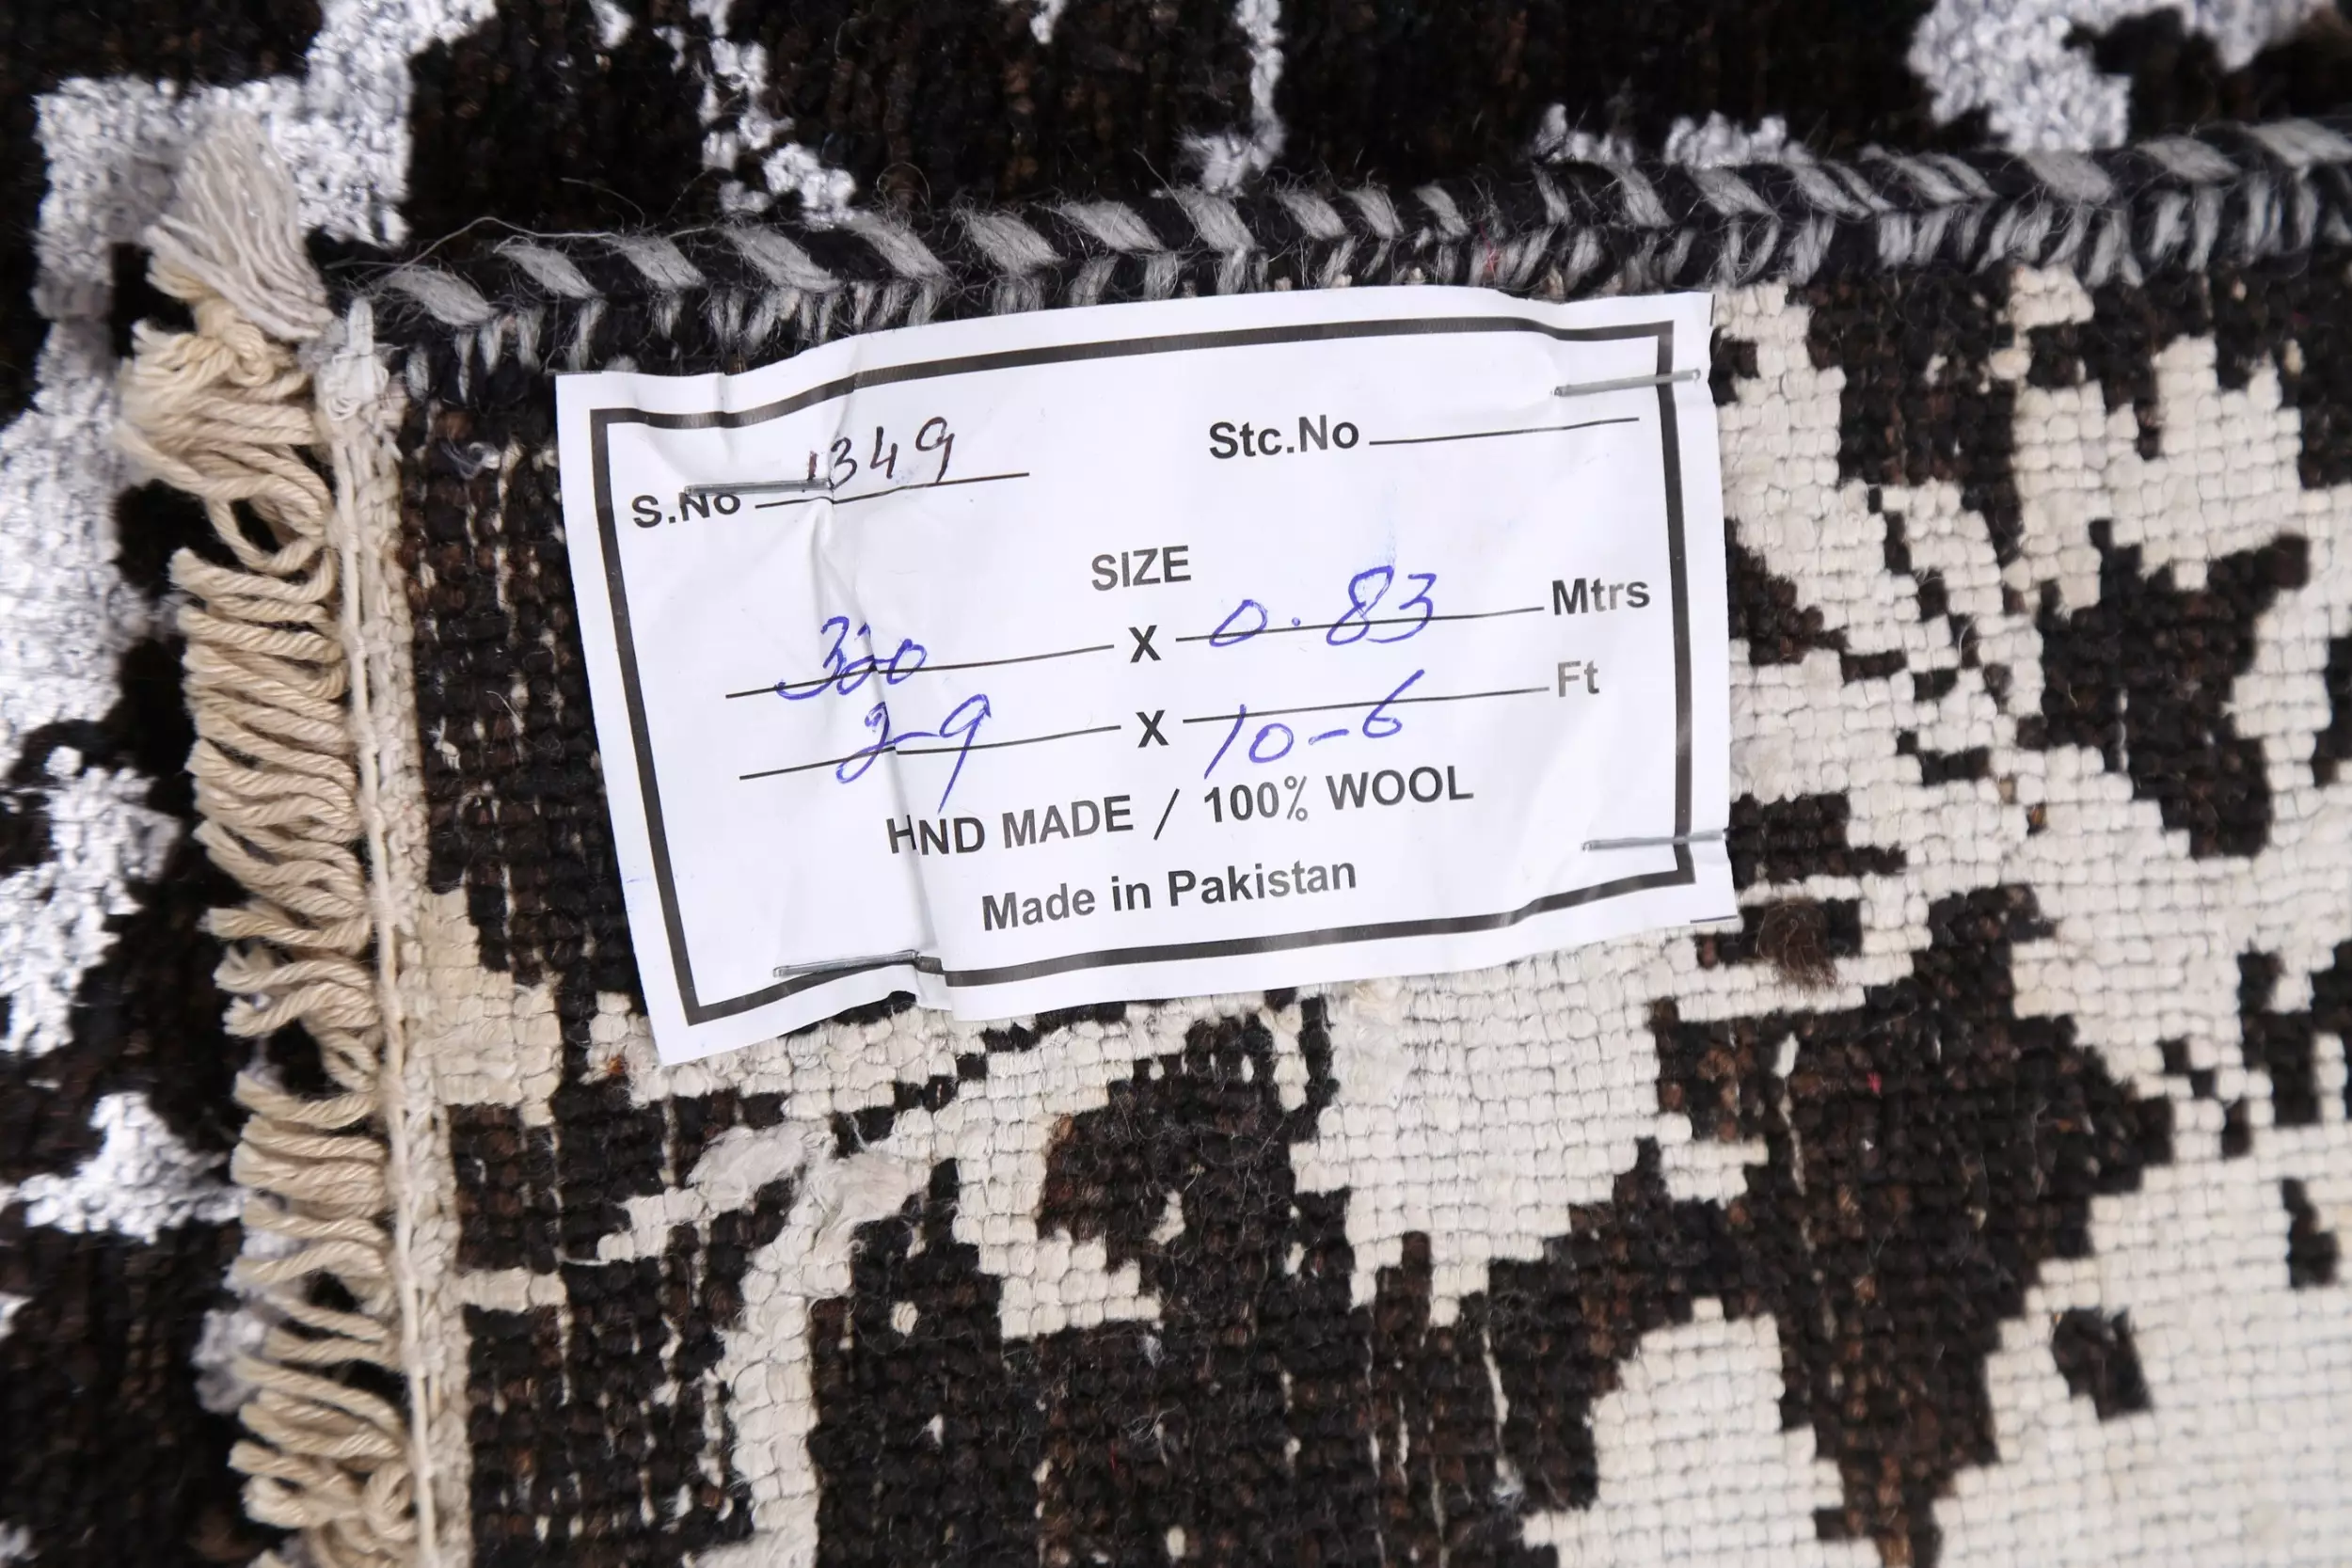 S.No 1349 Stc.No
SIZE
320 X 0.83 Mtrs
2-9 X 10-6 Ft
HND MADE / 100% WOOL
Made in Pakistan